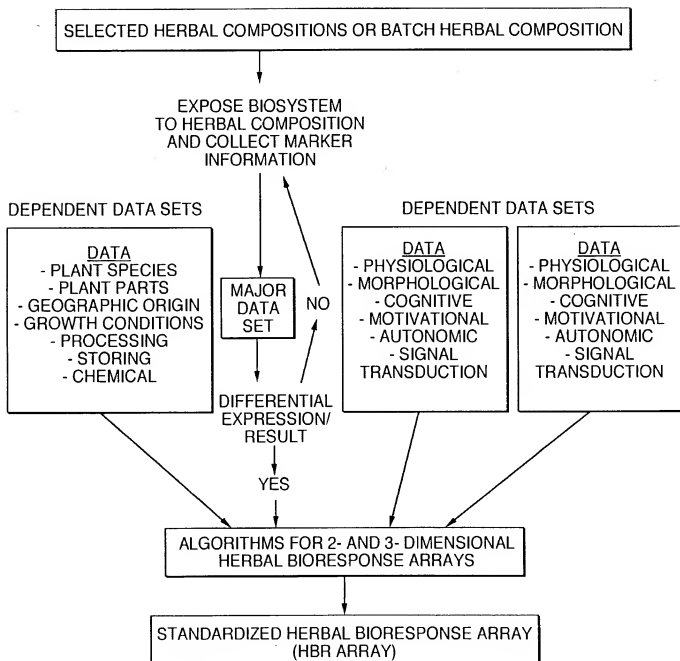 SELECTED HERBAL COMPOSITIONS OR BATCH HERBAL COMPOSITION
EXPOSE BIOSYSTEM
TO HERBAL COMPOSITION
AND COLLECT MARKER
INFORMATION
DEPENDENT DATA SETS
DATA
- PLANT SPECIES
- PLANT PARTS
- GEOGRAPHIC ORIGIN
- GROWTH CONDITIONS
- PROCESSING
- STORING
- CHEMICAL
MAJOR
DATA
SET
NO
DIFFERENTIAL
EXPRESSION/
RESULT
YES
DEPENDENT DATA SETS
DATA
- PHYSIOLOGICAL
- MORPHOLOGICAL
- COGNITIVE
- MOTIVATIONAL
- AUTONOMIC
- SIGNAL
TRANSDUCTION
DATA
- PHYSIOLOGICAL
- MORPHOLOGICAL
- COGNITIVE
- MOTIVATIONAL
- AUTONOMIC
- SIGNAL
TRANSDUCTION
ALGORITHMS FOR 2- AND 3- DIMENSIONAL
HERBAL BIORESPONSE ARRAYS
STANDARDIZED HERBAL BIORESPONSE ARRAY
(HBR ARRAY)